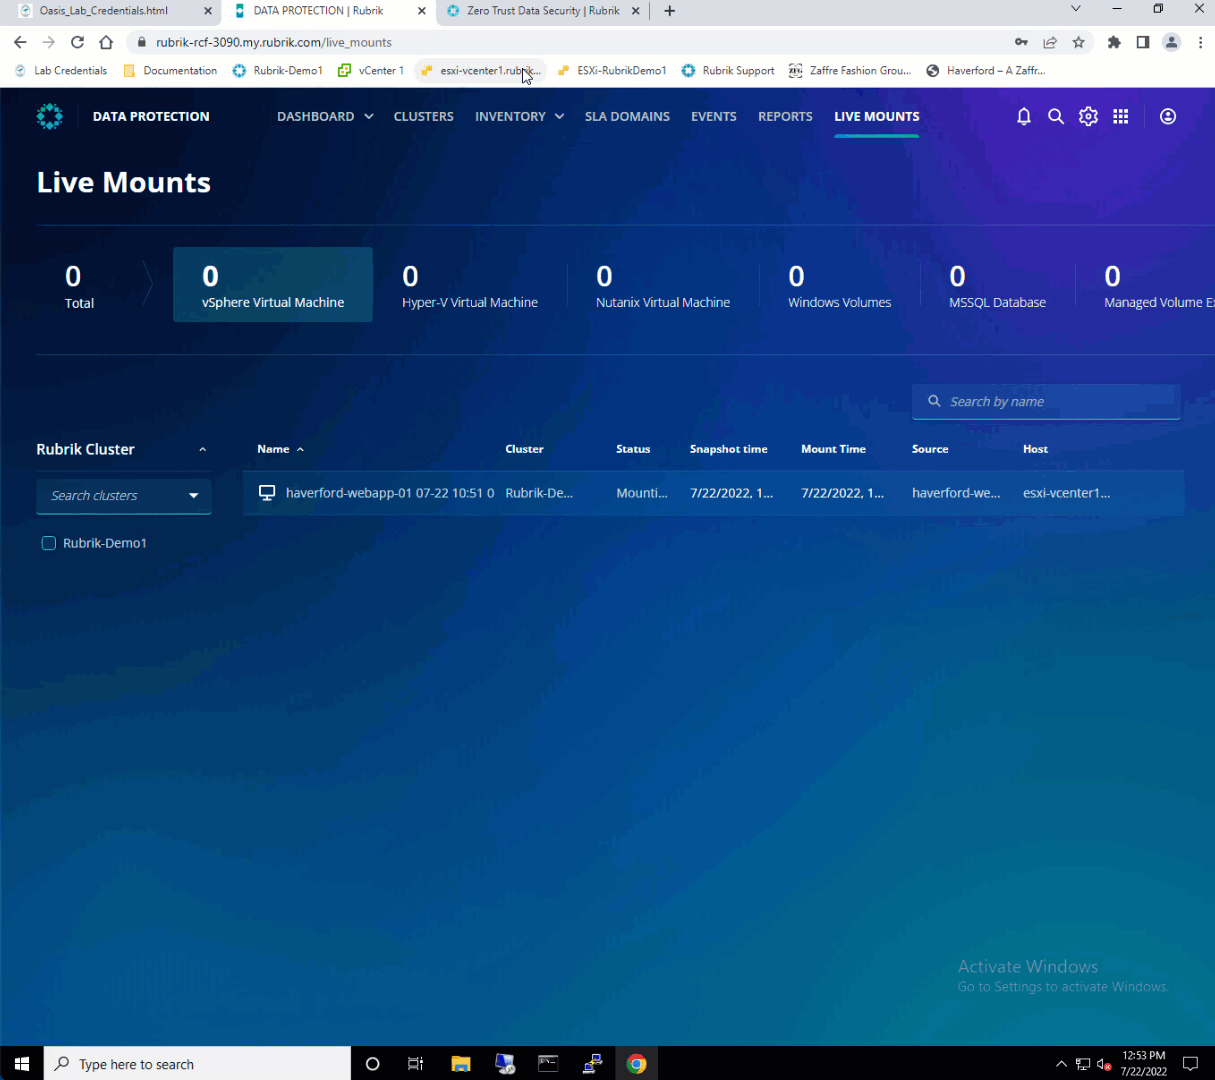 Oasis_Lab_Credentials.html
DATA PROTECTION | Rubrik
Zero Trust Data Security | Rubrik
rubrik-rcf-3090.my.rubrik.com/live_mounts
Lab Credentials
Documentation
Rubrik-Demo1
vCenter 1
esxi-vcenter1.rubrik...
ESXi-RubrikDemo1
Rubrik Support
Zaffre Fashion Grou...
Haverford – A Zaffr...
DATA PROTECTION
DASHBOARD
CLUSTERS
INVENTORY
SLA DOMAINS
EVENTS
REPORTS
LIVE MOUNTS
Live Mounts
0
Total
0
vSphere Virtual Machine
0
Hyper-V Virtual Machine
0
Nutanix Virtual Machine
0
Windows Volumes
0
MSSQL Database
0
Managed Volume Ex
Search by name
Rubrik Cluster
Search clusters
Rubrik-Demo1
Name Cluster Status Snapshot time Mount Time Source Host
haverford-webapp-01 07-22 10:51 0 Rubrik-De... Mounti... 7/22/2022, 1... 7/22/2022, 1... haverford-we... esxi-vcenter1...
Activate Windows
Go to Settings to activate Windows.
Type here to search
12:53 PM
7/22/2022